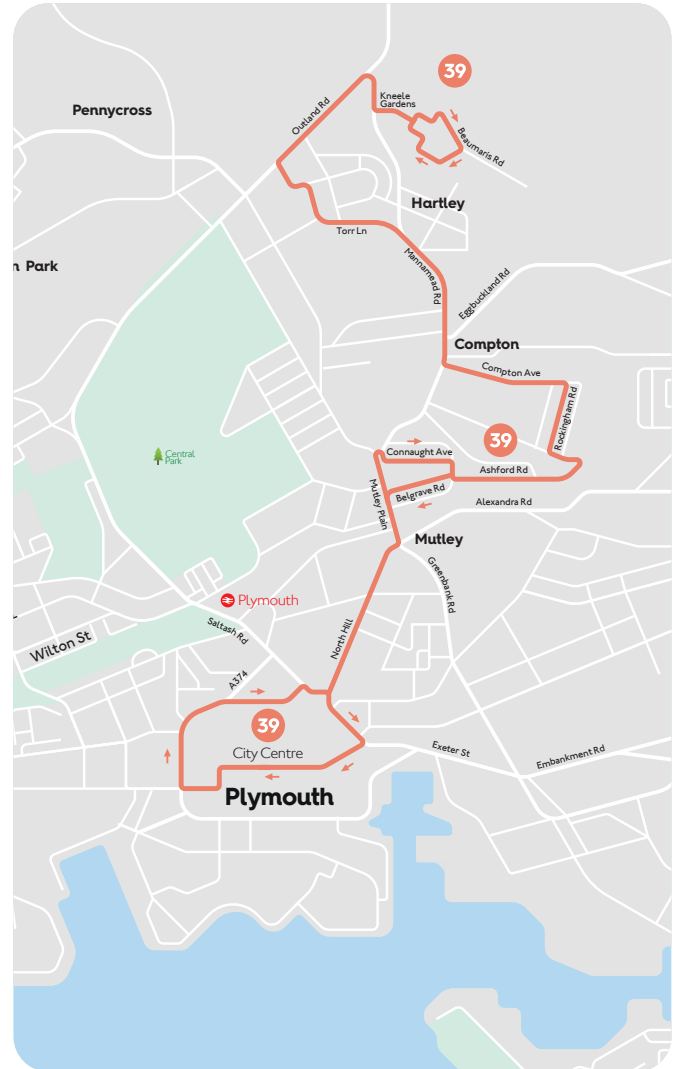 39
Pennycross
Kneele
Gardens
Outland Rd
Beaumaris Rd
Hartley
Torr Ln
n Park
Mannamead Rd
Eggbuckland Rd
Compton
Compton Ave
Rockingham Rd
39
Connaught Ave
Central
Park
Ashford Rd
Mutley Plain
Belgrave Rd
Alexandra Rd
Mutley
Greenbank Rd
Plymouth
Saltash Rd
North Hill
Wilton St
A374
39
City Centre
Exeter St
Embankment Rd
Plymouth